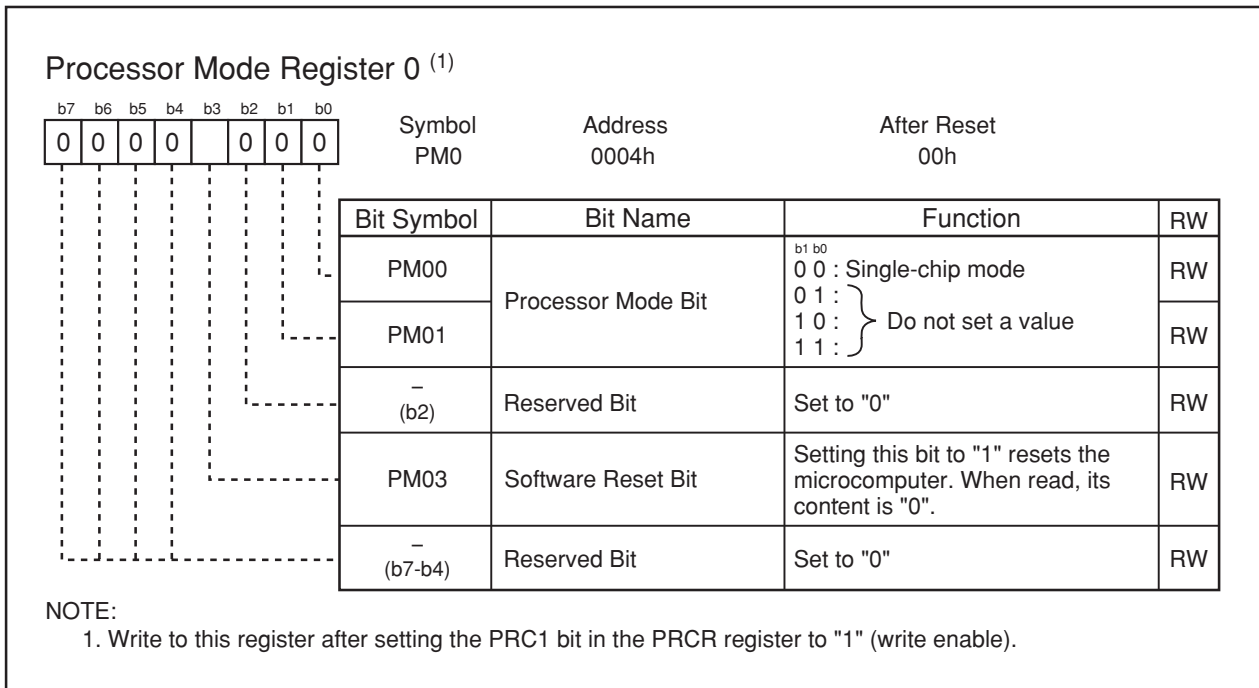 Processor Mode Register 0 (1)
b7 b6 b5 b4 b3 b2 b1 b0
0 0 0 0 0 0 0
Symbol Address After Reset
PM0 0004h 00h
Bit Symbol Bit Name Function RW
PM00 Processor Mode Bit RW
PM01 RW
b1 b0
0 0 : Single-chip mode
0 1 :
1 0 : Do not set a value
1 1 :
–
(b2) Reserved Bit Set to "0" RW
PM03 Software Reset Bit RW
Setting this bit to "1" resets the
microcomputer. When read, its
content is "0".
–
(b7-b4) Reserved Bit Set to "0" RW
NOTE:
1. Write to this register after setting the PRC1 bit in the PRCR register to "1" (write enable).